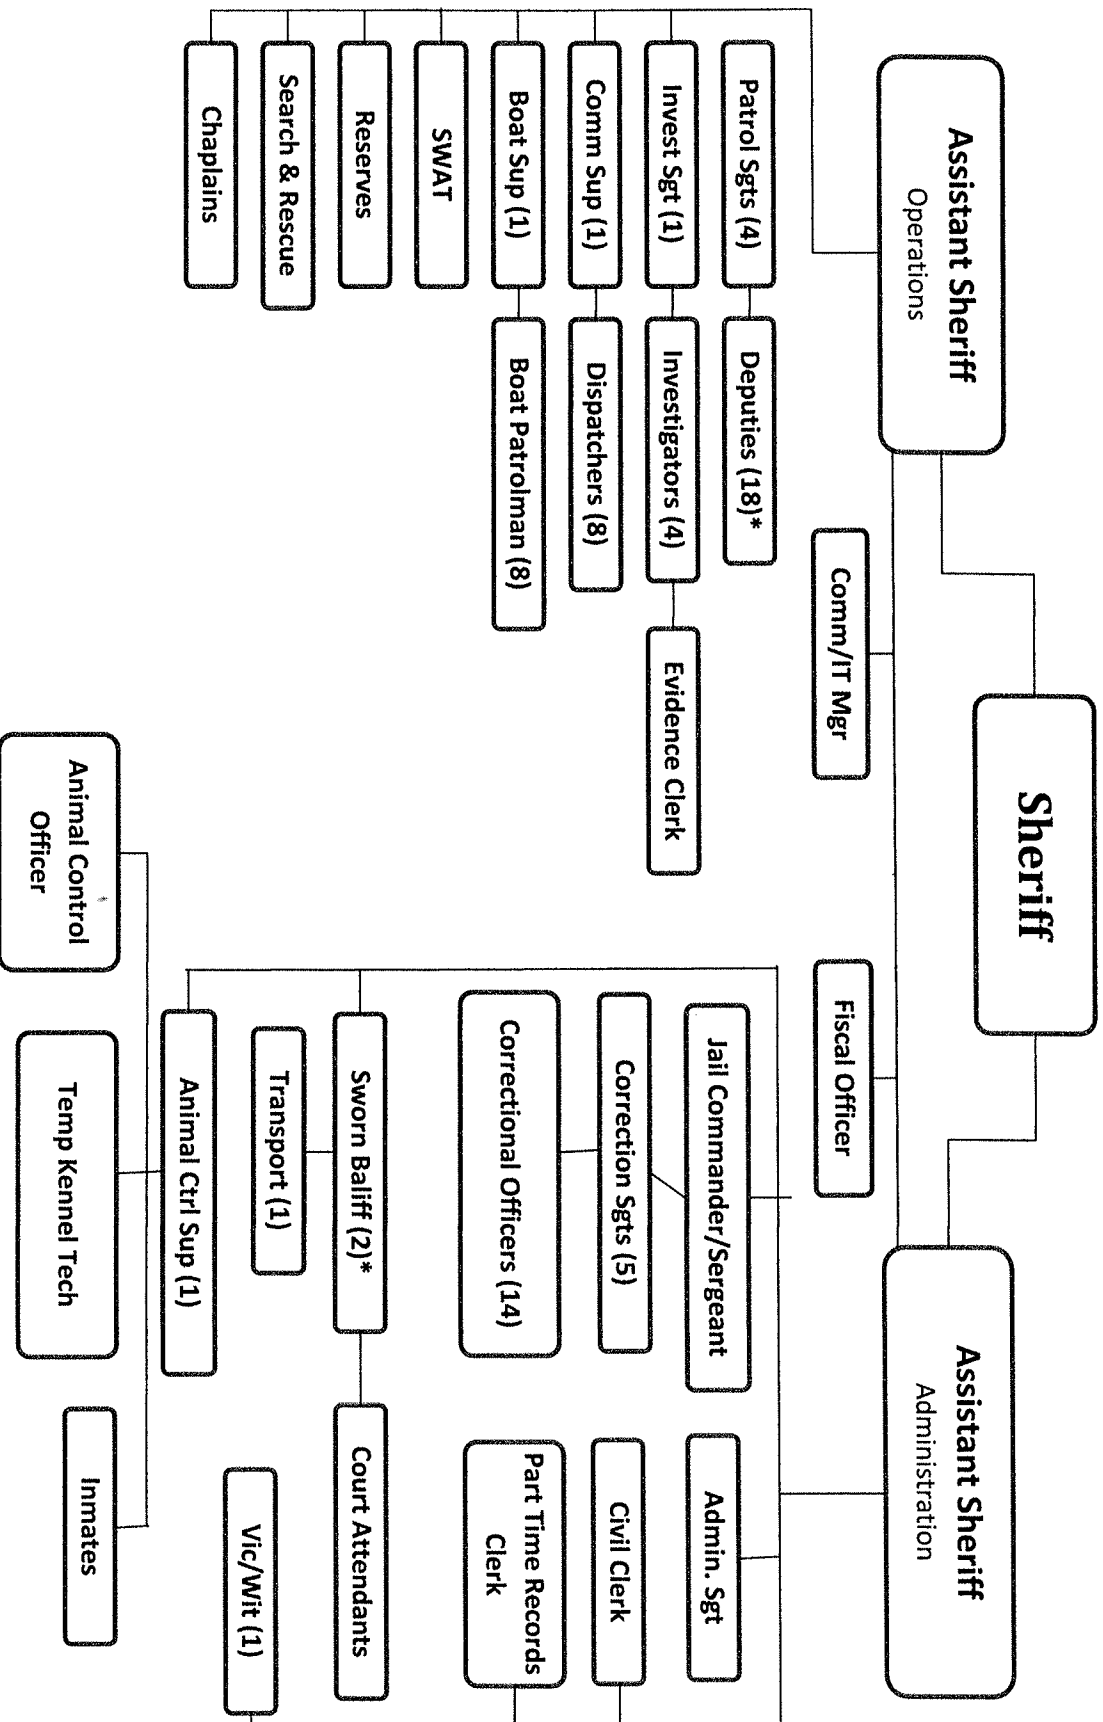 Sheriff
Assistant Sheriff
Operations
Assistant Sheriff
Administration
Comm/IT Mgr
Fiscal Officer
Patrol Sgts (4)
Deputies (18)*
Invest Sgt (1)
Investigators (4)
Evidence Clerk
Comm Sup (1)
Dispatchers (8)
Boat Sup (1)
Boat Patrolman (8)
SWAT
Reserves
Search & Rescue
Chaplains
Jail Commander/Sergeant
Correction Sgts (5)
Correctional Officers (14)
Sworn Baliff (2)*
Transport (1)
Court Attendants
Animal Ctrl Sup (1)
Animal Control
Officer
Temp Kennel Tech
Inmates
Admin. Sgt
Civil Clerk
Part Time Records
Clerk
Vic/Wit (1)